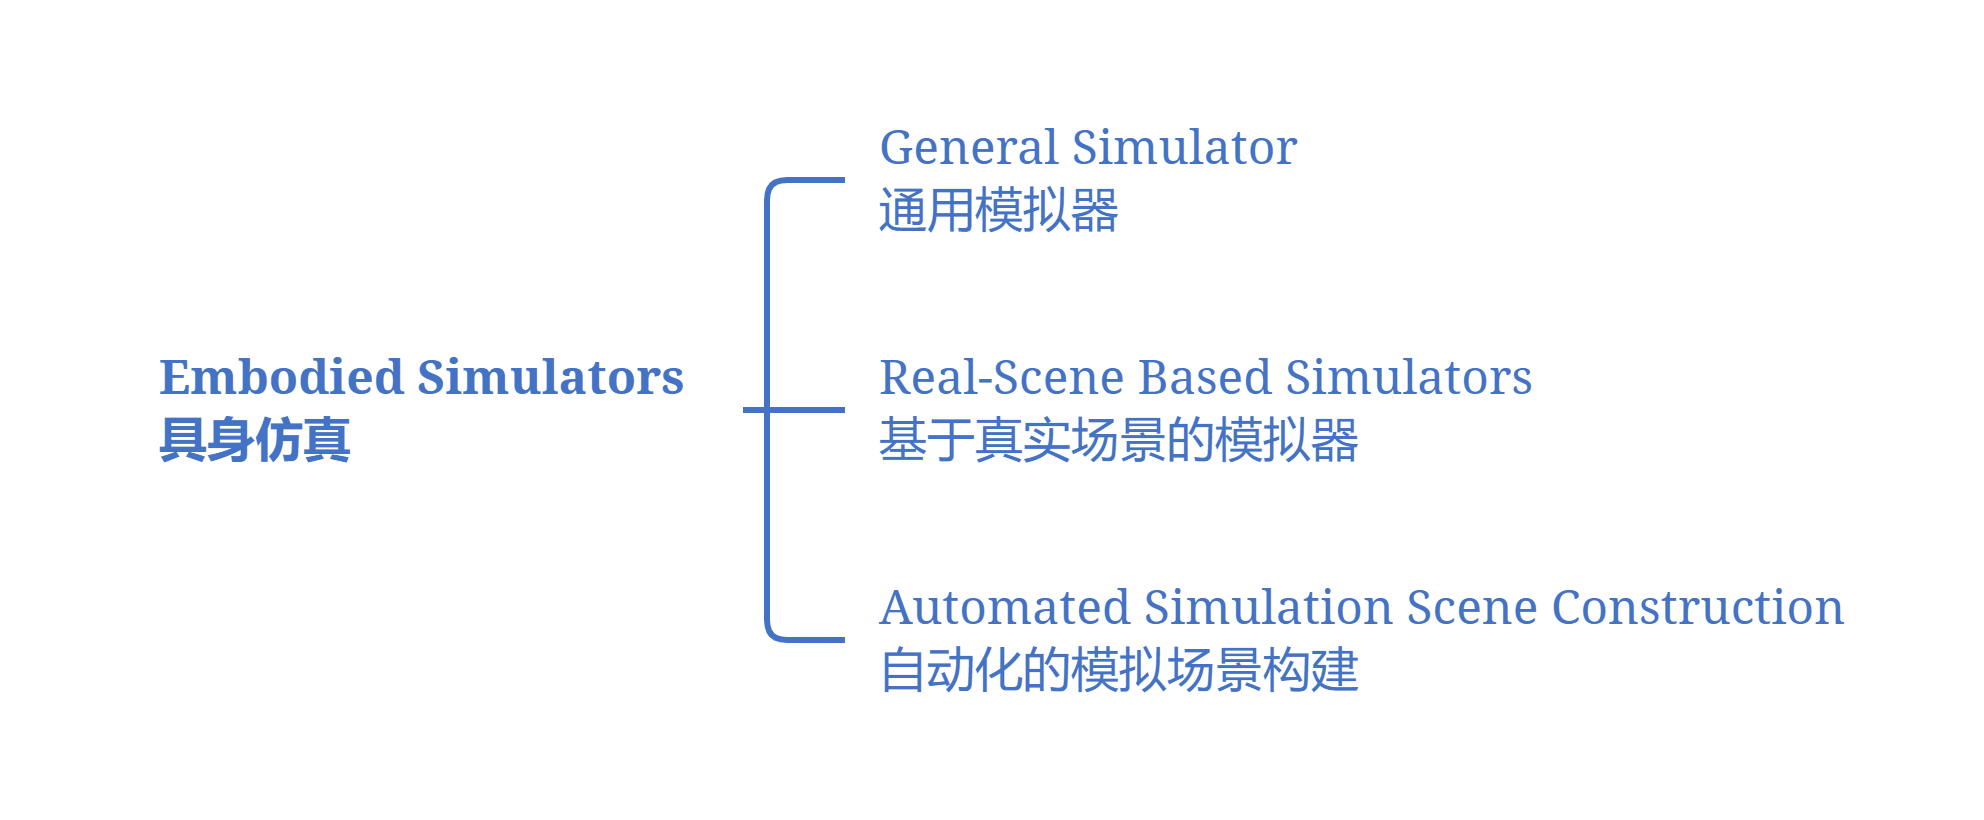 General Simulator
通用模拟器
Embodied Simulators
具身仿真
Real-Scene Based Simulators
基于真实场景的模拟器
Automated Simulation Scene Construction
自动化的模拟场景构建